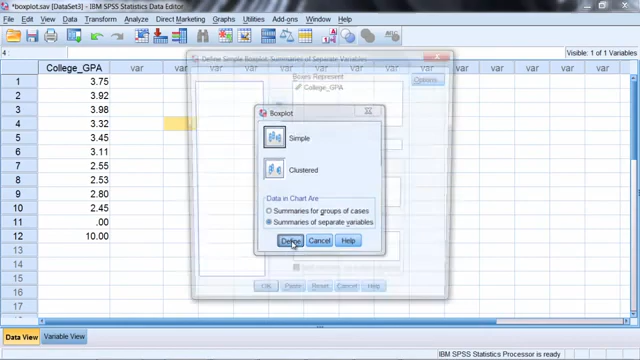 *boxplot.sav [DataSet3] - IBM SPSS Statistics Data Editor
File Edit View Data Transform Analyze Direct Marketing Graphs Utilities Add-ons Window Help
4 : Visible: 1 of 1 Variables
College_GPA var var var var var var var var
1 3.75
2 3.92
3 3.98
4 3.32
5 3.45
6 3.11
7 2.55
8 2.53
9 2.80
10 2.45
11 .00
12 10.00
13
14
15
16
17
Define Simple Boxplot: Summaries of Separate Variables
Boxes Represent
College_GPA
Options...
Boxplot
Simple
Clustered
Data in Chart Are
Summaries for groups of cases
Summaries of separate variables
Define Cancel Help
OK Paste Reset Cancel Help
Data View Variable View
IBM SPSS Statistics Processor is ready